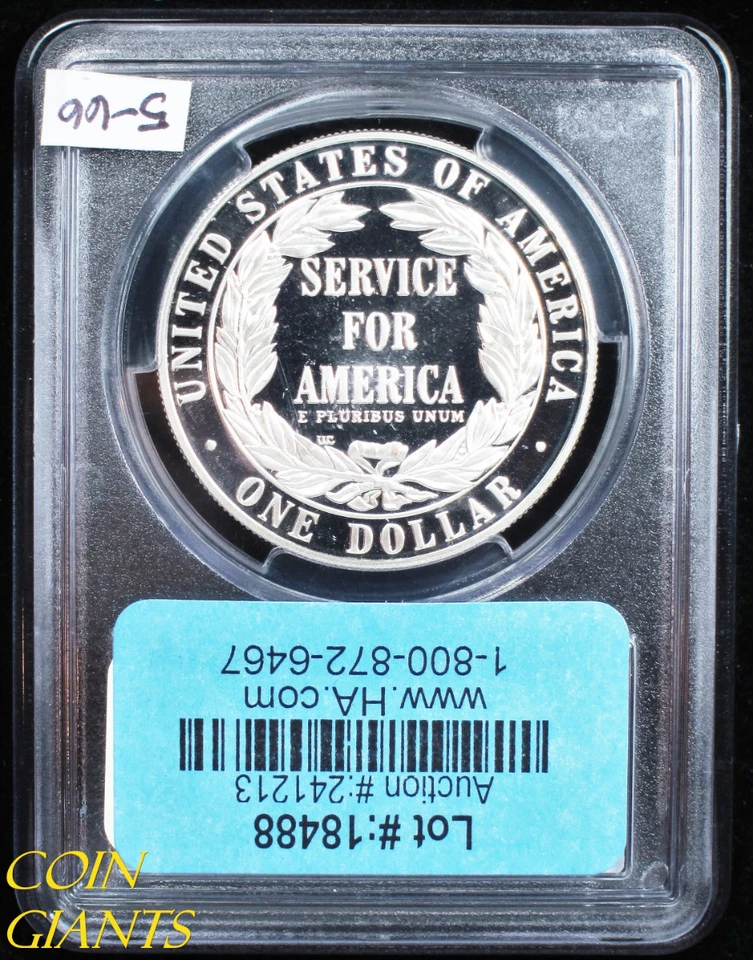 5-66
UNITED STATES OF AMERICA
SERVICE
FOR
AMERICA
E PLURIBUS UNUM
ONE DOLLAR
Lot #:18488
Auction #:241213
www.HA.com
1-800-872-6467
COIN
GIANTS